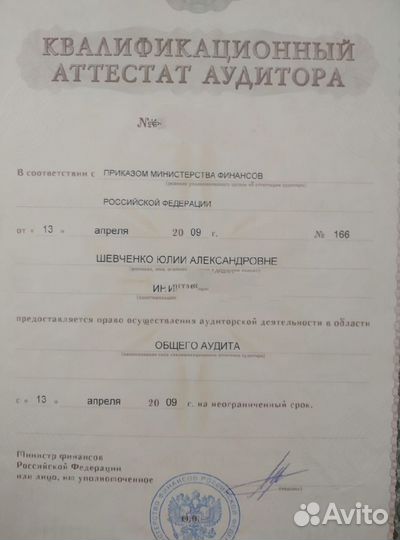 КВАЛИФИКАЦИОННЫЙ
АТТЕСТАТ АУДИТОРА
№
В соответствии с ПРИКАЗОМ МИНИСТЕРСТВА ФИНАНСОВ
РОССИЙСКОЙ ФЕДЕРАЦИИ
от « 13 » апреля 20 09 г. № 166
ШЕВЧЕНКО ЮЛИИ АЛЕКСАНДРОВНЕ
предоставляется право осуществления аудиторской деятельности в области
ОБЩЕГО АУДИТА
с « 13 » апреля 20 09 г. на неограниченный срок.
Министр финансов
Российской Федерации
или лицо, им уполномоченное
Avito